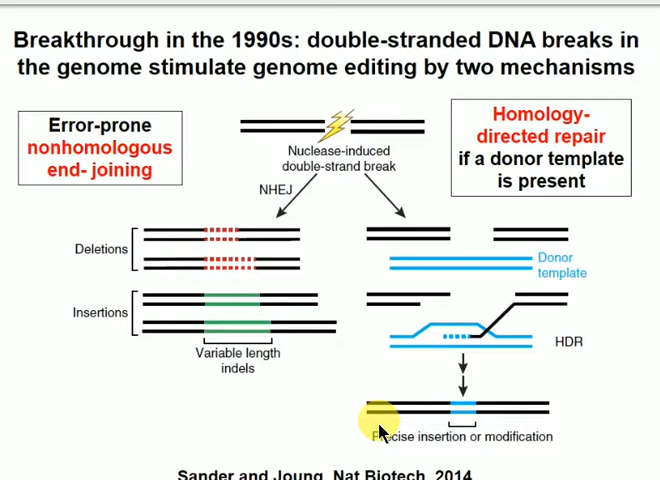 Breakthrough in the 1990s: double-stranded DNA breaks in
the genome stimulate genome editing by two mechanisms
Error-prone
nonhomologous
end- joining
Nuclease-induced
double-strand break
Homology-
directed repair
if a donor template
is present
NHEJ
Deletions
Donor
template
Insertions
HDR
Variable length
indels
Precise insertion or modification
Sander and Joung, Nat Biotech, 2014